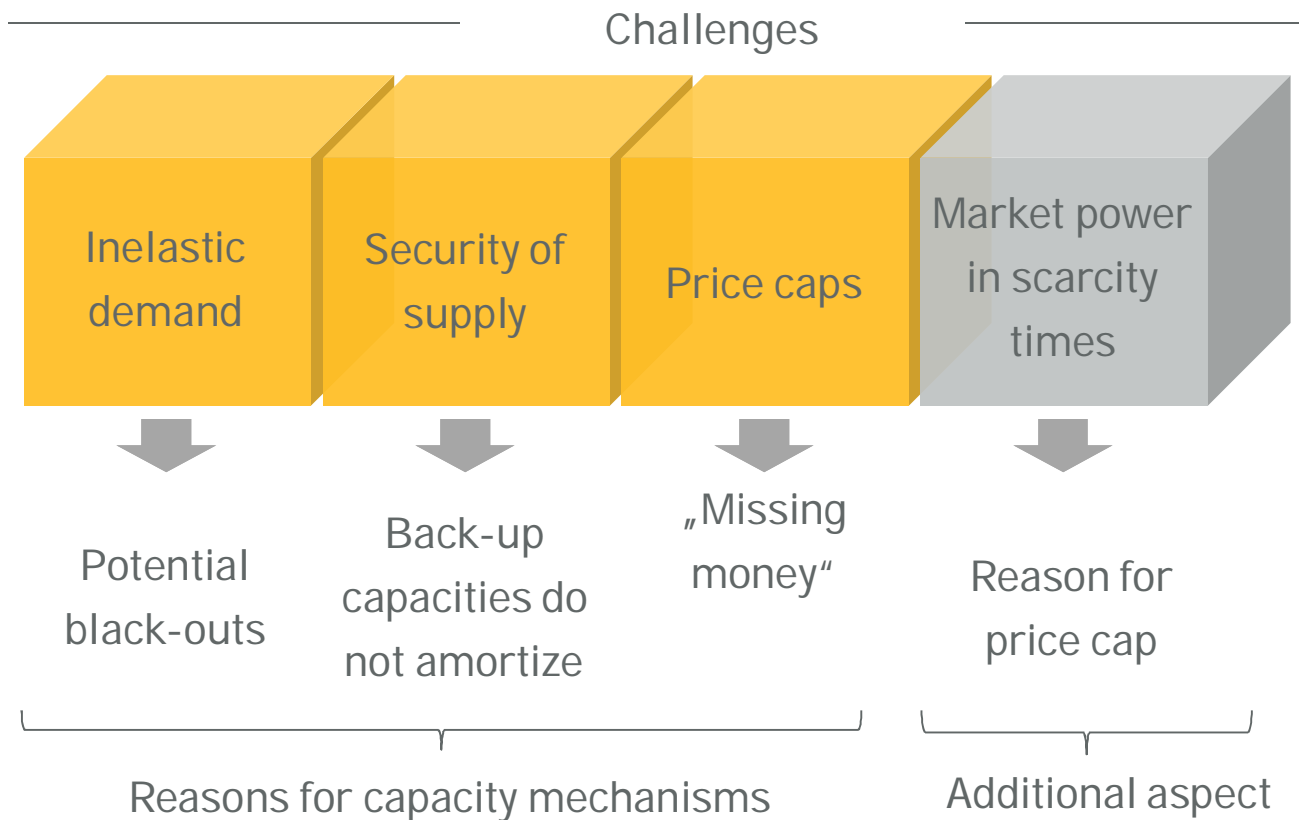 Challenges
Inelastic
demand
Security of
supply
Price caps
Market power
in scarcity
times
Potential
black-outs
Back-up
capacities do
not amortize
„Missing
money“
Reason for
price cap
Reasons for capacity mechanisms
Additional aspect